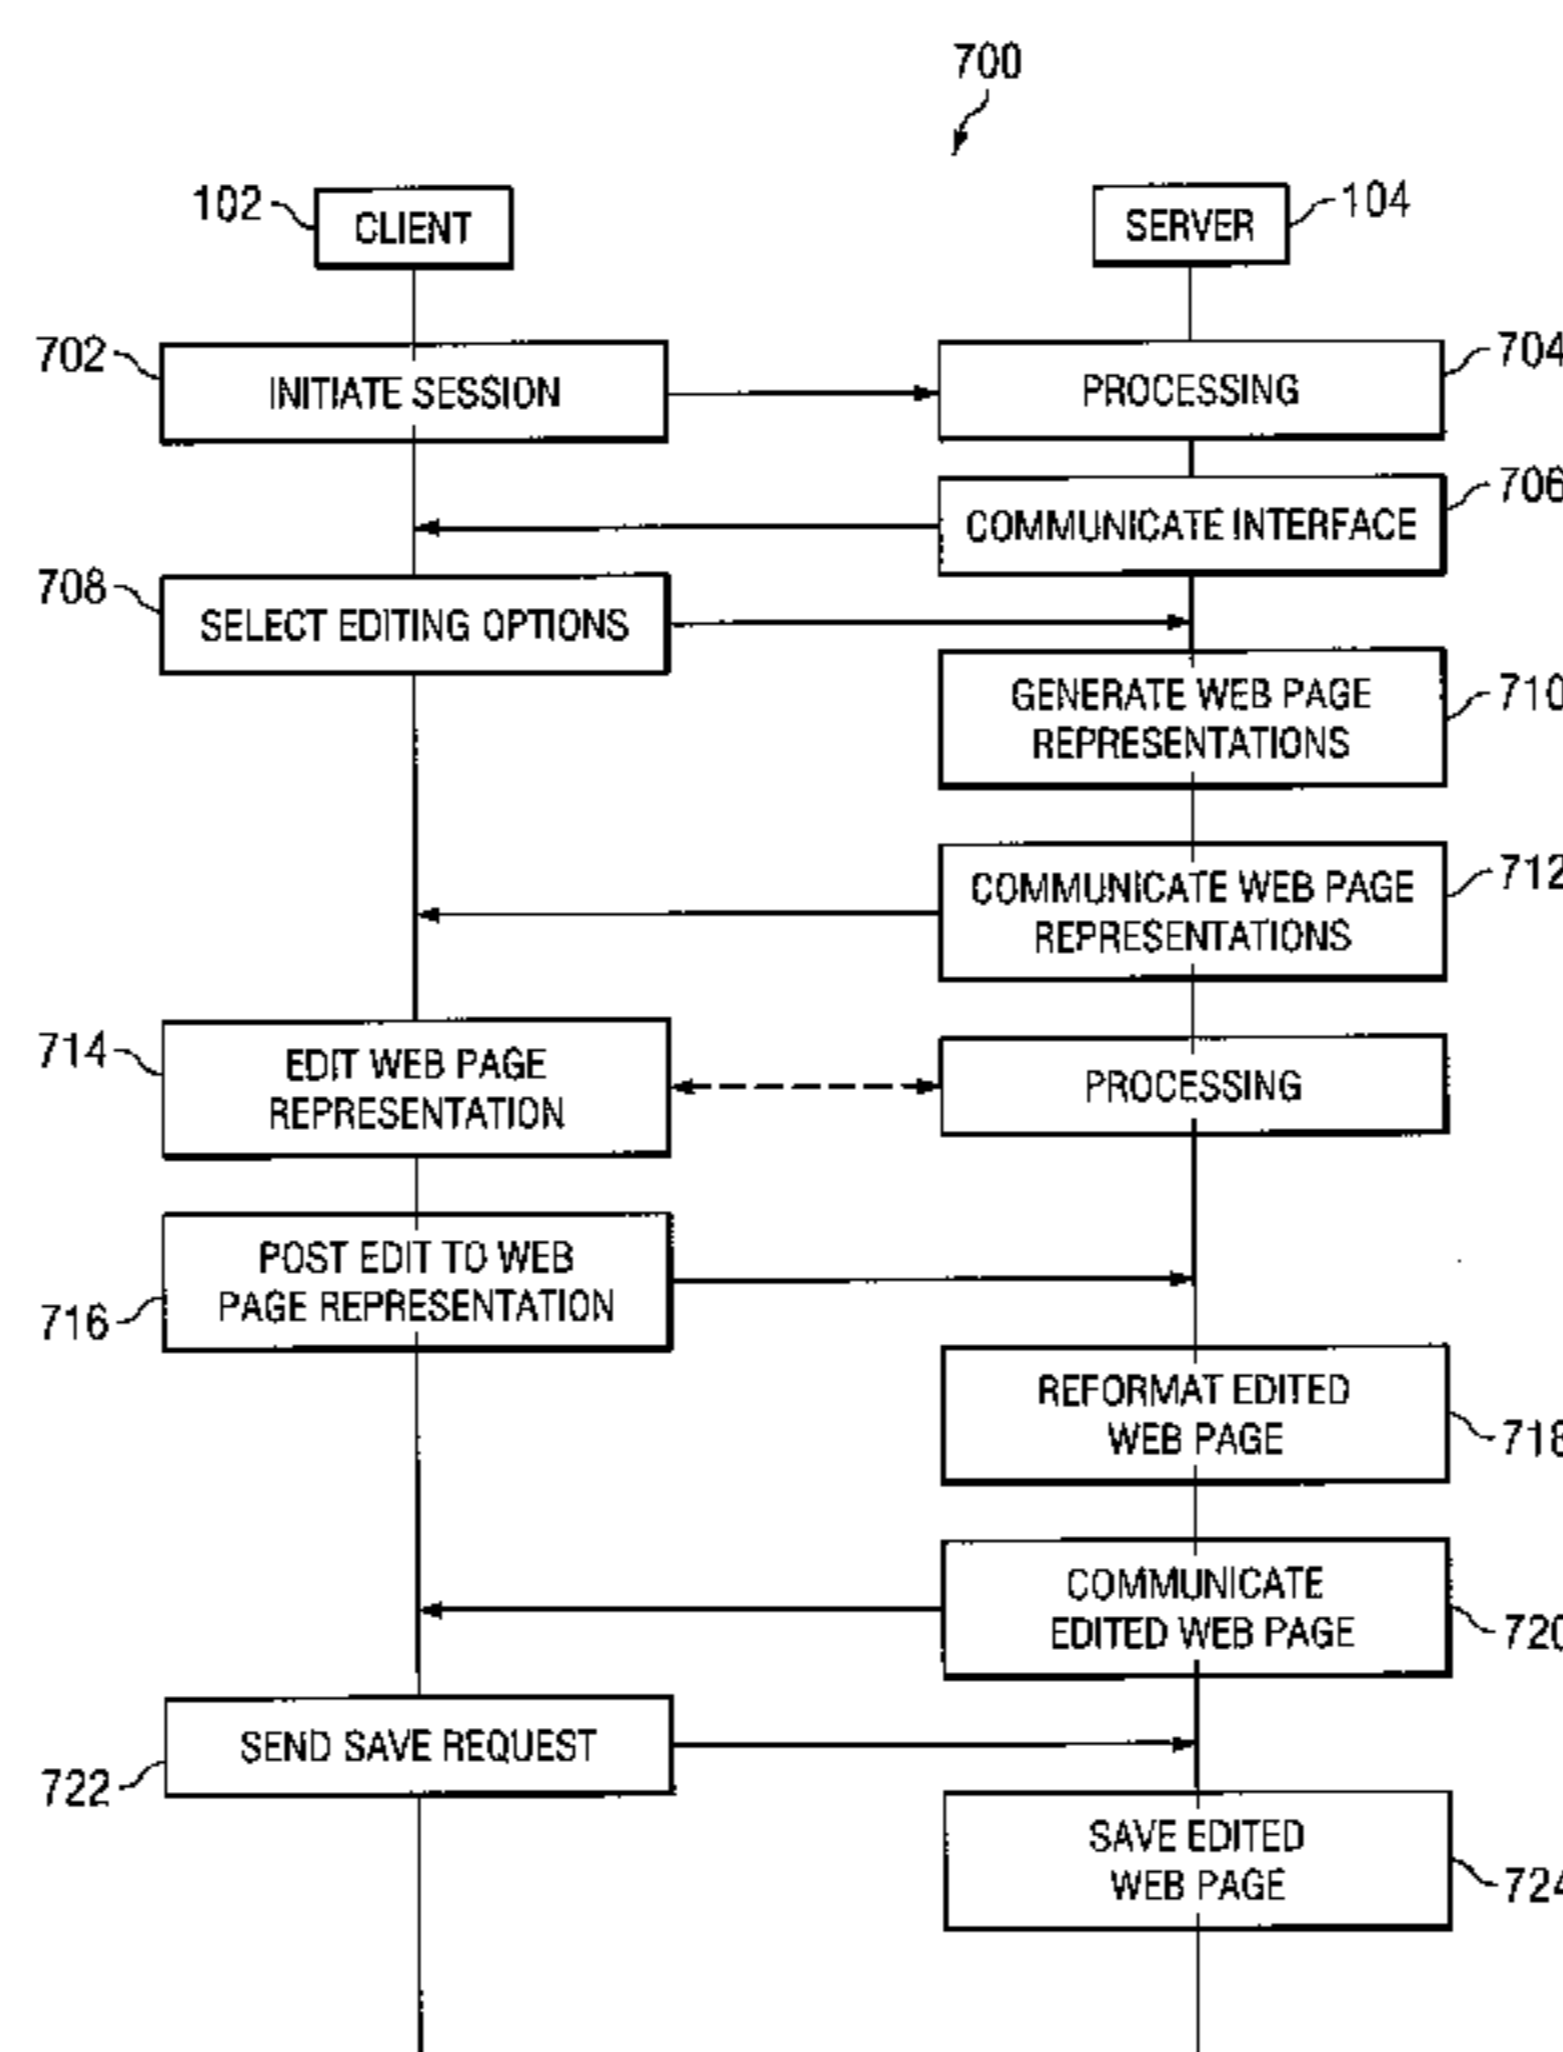 700
102
CLIENT
SERVER
104
702
INITIATE SESSION
PROCESSING
704
COMMUNICATE INTERFACE
706
708
SELECT EDITING OPTIONS
GENERATE WEB PAGE
REPRESENTATIONS
710
COMMUNICATE WEB PAGE
REPRESENTATIONS
712
714
EDIT WEB PAGE
REPRESENTATION
PROCESSING
716
POST EDIT TO WEB
PAGE REPRESENTATION
REFORMAT EDITED
WEB PAGE
718
COMMUNICATE
EDITED WEB PAGE
720
722
SEND SAVE REQUEST
SAVE EDITED
WEB PAGE
724